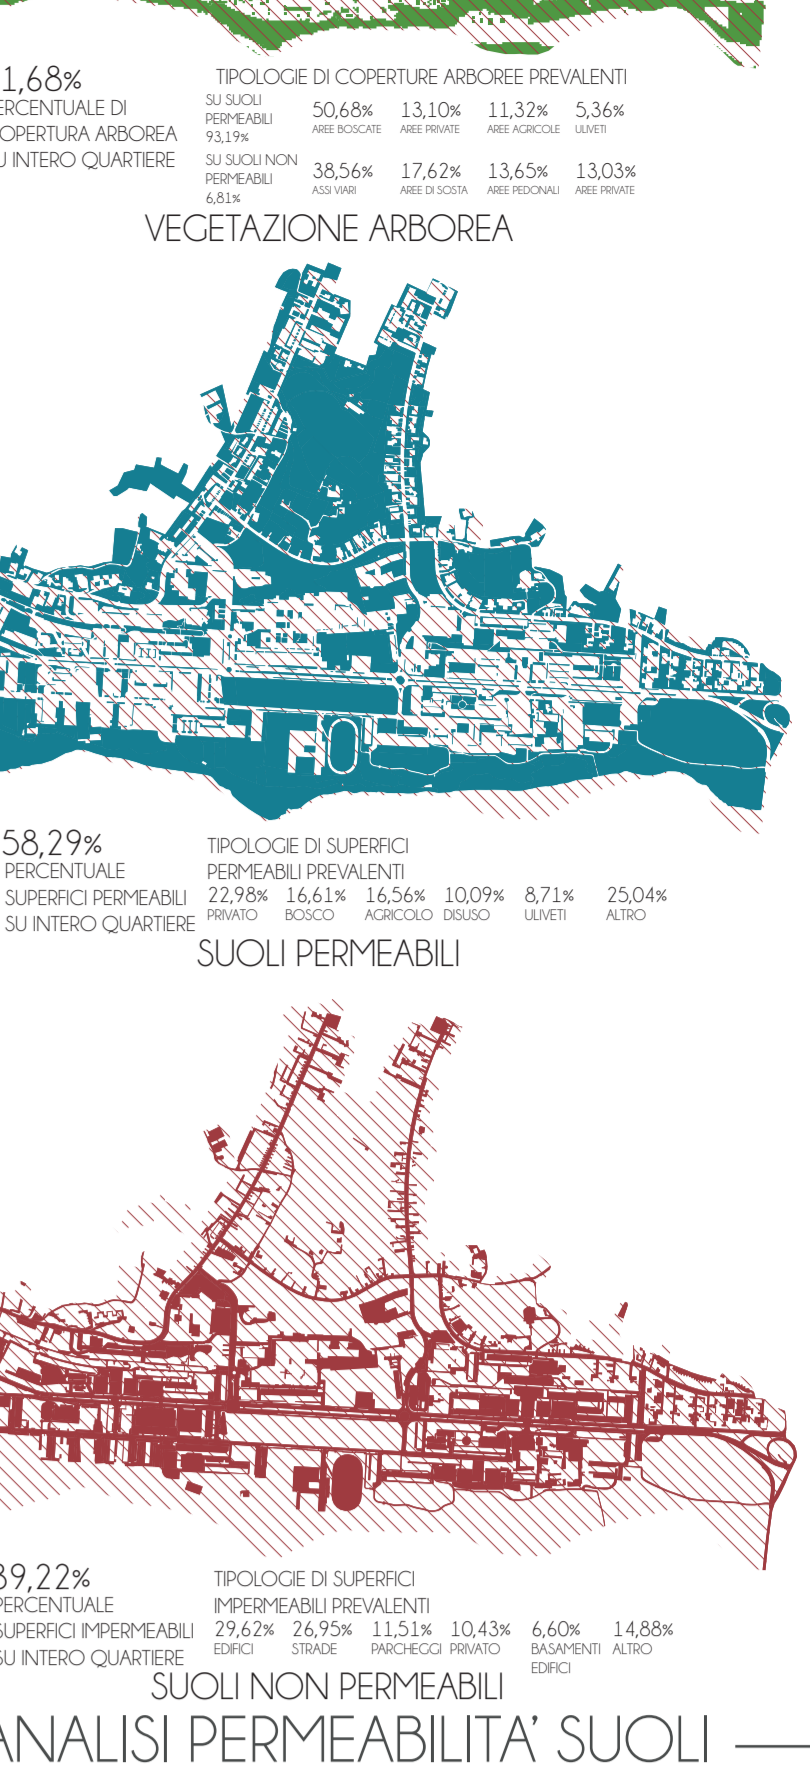 1,68%
ERCENTUALE DI
OPERTURA ARBOREA
U INTERO QUARTIERE
TIPOLOGIE DI COPERTURE ARBOREE PREVALENTI
SU SUOLI
PERMEABILI
93,19%
50,68% 13,10% 11,32% 5,36%
AREE BOSCATE AREE PRIVATE AREE AGRICOLE ULIVETI
SU SUOLI NON
PERMEABILI
6,81%
38,56% 17,62% 13,65% 13,03%
ASSI VIARI AREE DI SOSTA AREE PEDONALI AREE PRIVATE
VEGETAZIONE ARBOREA
58,29%
PERCENTUALE
SUPERFICI PERMEABILI
SU INTERO QUARTIERE
TIPOLOGIE DI SUPERFICI
PERMEABILI PREVALENTI
22,98% 16,61% 16,56% 10,09% 8,71% 25,04%
PRIVATO BOSCO AGRICOLO DISUSO ULIVETI ALTRO
SUOLI PERMEABILI
39,22%
PERCENTUALE
SUPERFICI IMPERMEABILI
SU INTERO QUARTIERE
TIPOLOGIE DI SUPERFICI
IMPERMEABILI PREVALENTI
29,62% 26,95% 11,51% 10,43% 6,60% 14,88%
EDIFICI STRADE PARCHEGGI PRIVATO BASAMENTI ALTRO
EDIFICI
SUOLI NON PERMEABILI
ANALISI PERMEABILITA' SUOLI